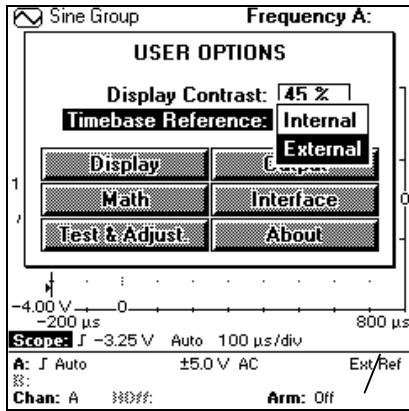 Sine Group Frequency A:
USER OPTIONS
Display Contrast: 45 %
Timebase Reference: Internal
External
Display Output
Math Interface
Test & Adjust. About
1
0
-4.00 V 0
-200 µs 800 µs
Scope: -3.25 V Auto 100 µs/div
A: Auto ±5.0 V AC Ext Ref
B:
Chan: A Off: Arm: Off